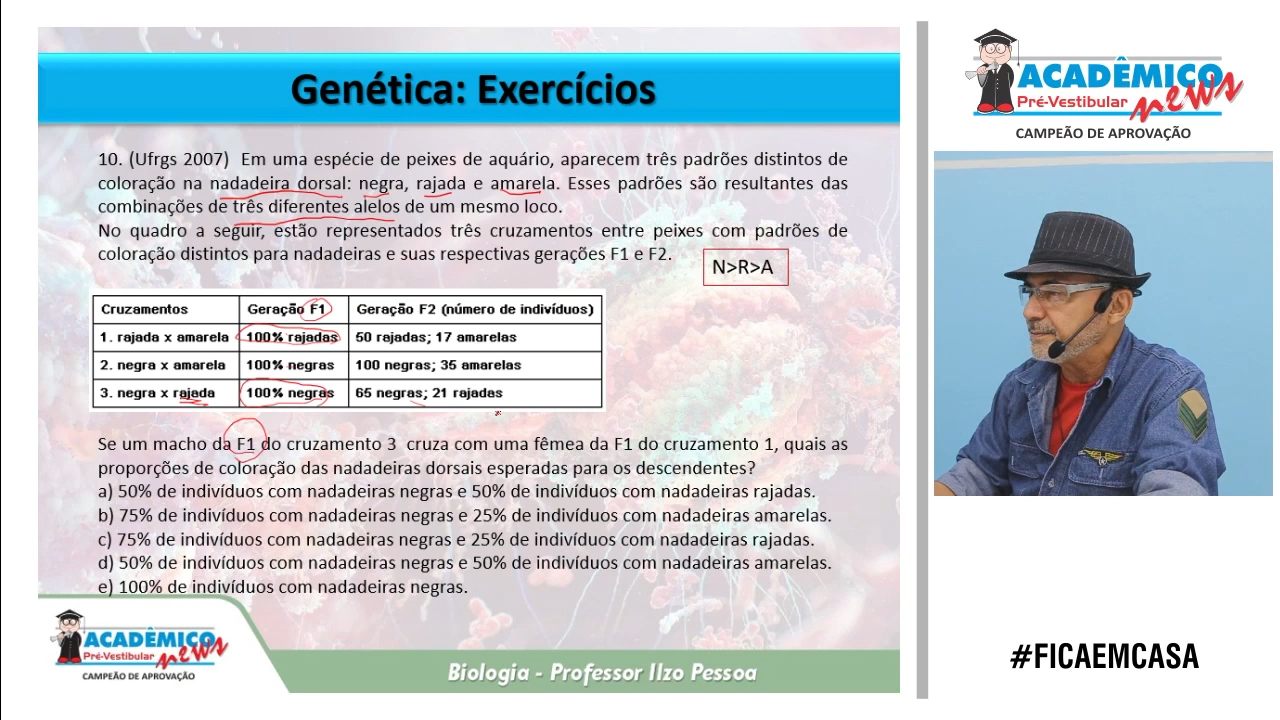 Genética: Exercícios
10. (Ufrgs 2007) Em uma espécie de peixes de aquário, aparecem três padrões distintos de
coloração na nadadeira dorsal: negra, rajada e amarela. Esses padrões são resultantes das
combinações de três diferentes alelos de um mesmo loco.
No quadro a seguir, estão representados três cruzamentos entre peixes com padrões de
coloração distintos para nadadeiras e suas respectivas gerações F1 e F2.
N>R>A
Cruzamentos Geração F1 Geração F2 (número de indivíduos)
1. rajada x amarela 100% rajadas 50 rajadas; 17 amarelas
2. negra x amarela 100% negras 100 negras; 35 amarelas
3. negra x rajada 100% negras 65 negras; 21 rajadas
Se um macho da F1 do cruzamento 3 cruza com uma fêmea da F1 do cruzamento 1, quais as
proporções de coloração das nadadeiras dorsais esperadas para os descendentes?
a) 50% de indivíduos com nadadeiras negras e 50% de indivíduos com nadadeiras rajadas.
b) 75% de indivíduos com nadadeiras negras e 25% de indivíduos com nadadeiras amarelas.
c) 75% de indivíduos com nadadeiras negras e 25% de indivíduos com nadadeiras rajadas.
d) 50% de indivíduos com nadadeiras negras e 50% de indivíduos com nadadeiras amarelas.
e) 100% de indivíduos com nadadeiras negras.
ACADÊMICO
Pré-Vestibular news
CAMPEÃO DE APROVAÇÃO
Biologia - Professor Ilzo Pessoa
ACADÊMICO
Pré-Vestibular news
CAMPEÃO DE APROVAÇÃO
#FICAEMCASA